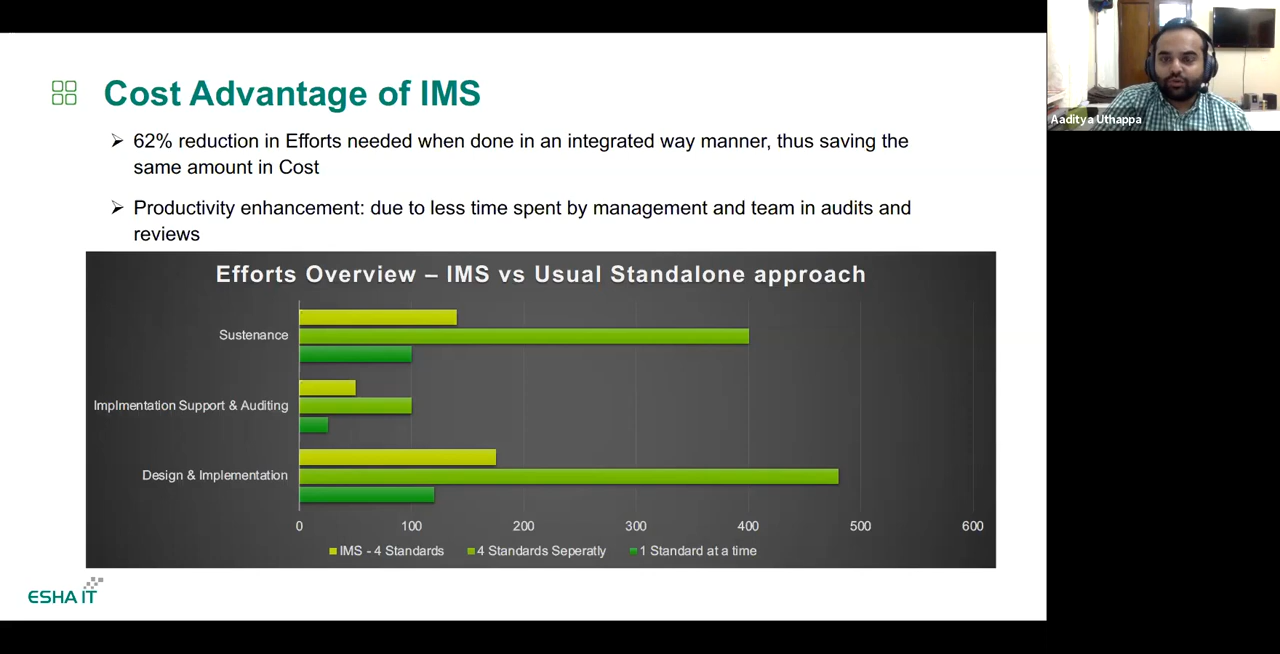 Cost Advantage of IMS
62% reduction in Efforts needed when done in an integrated way manner, thus saving the
same amount in Cost
Productivity enhancement: due to less time spent by management and team in audits and
reviews
Efforts Overview – IMS vs Usual Standalone approach
Sustenance
Implmentation Support & Auditing
Design & Implementation
0 100 200 300 400 500 600
IMS - 4 Standards 4 Standards Seperatly 1 Standard at a time
ESHA IT
Aaditya Uthappa